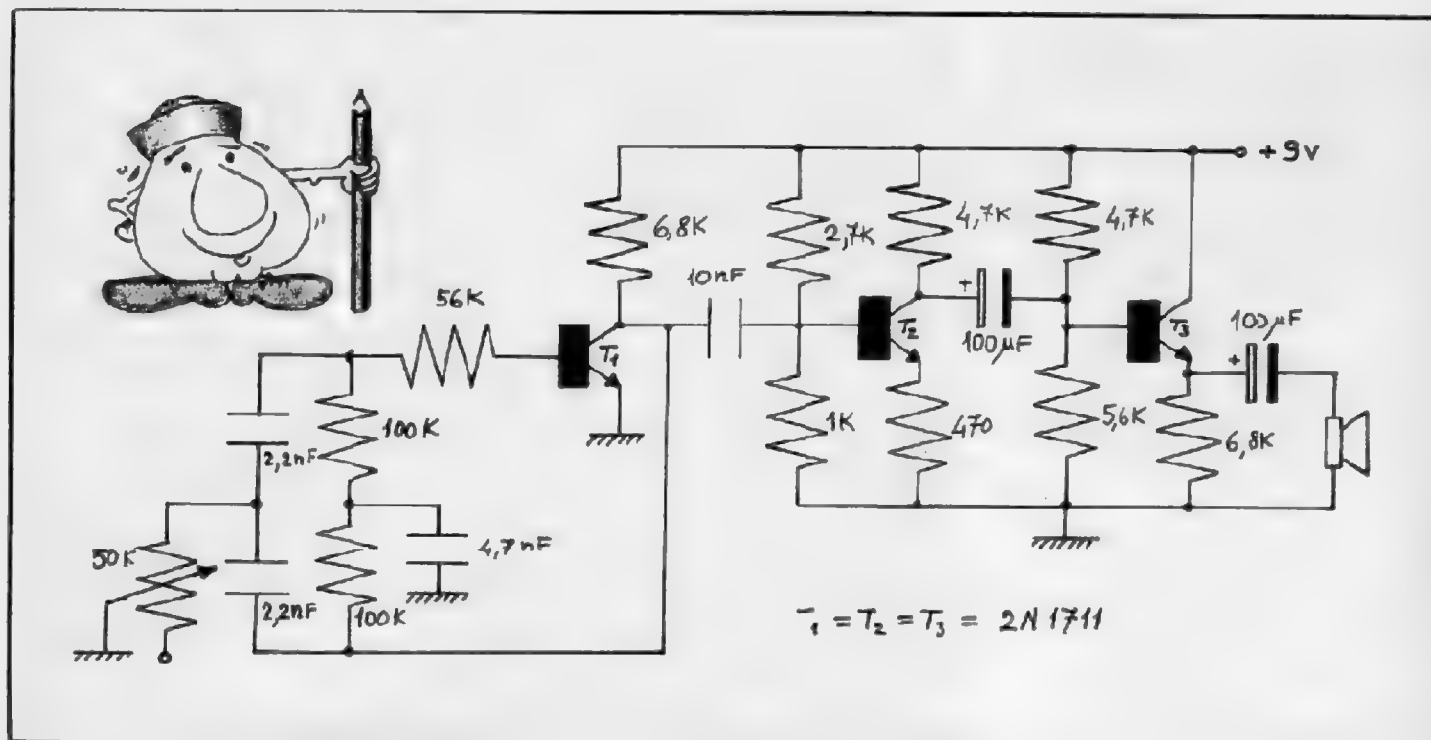 + 9v
6,8K
2,7K
4,7K
4,7K
10nF
56K
T1
T2
T3
100µF
100µF
100K
2,2nF
1K
470
5,6K
6,8K
50K
2,2nF
100K
4,7nF
T1 = T2 = T3 = 2N 1711